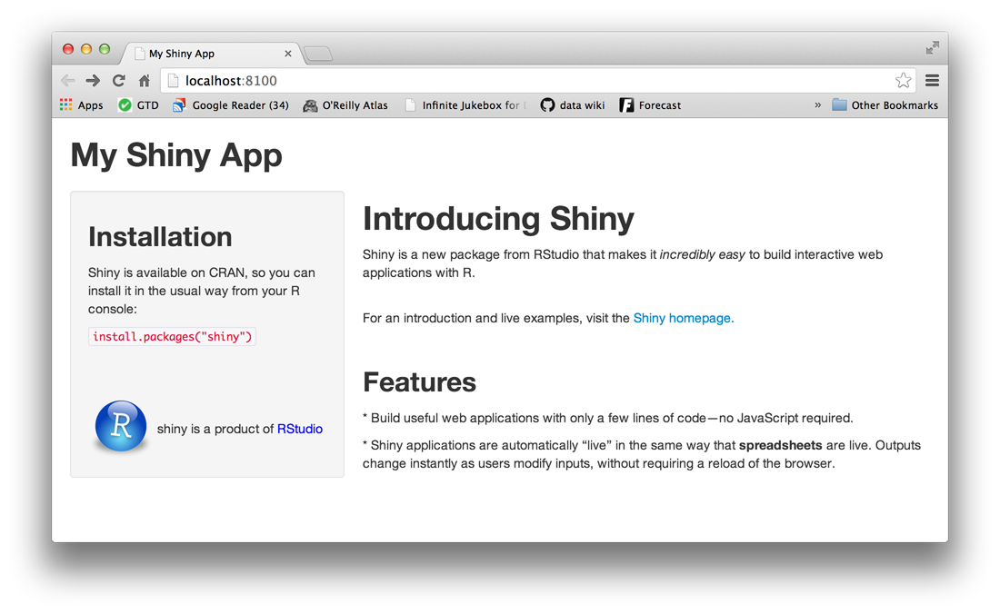 My Shiny App
localhost:8100
Apps GTD Google Reader (34) O'Reilly Atlas Infinite Jukebox for data wiki Forecast » Other Bookmarks
My Shiny App
Installation
Shiny is available on CRAN, so you can
install it in the usual way from your R
console:
install.packages("shiny")
R
shiny is a product of RStudio
Introducing Shiny
Shiny is a new package from RStudio that makes it incredibly easy to build interactive web
applications with R.
For an introduction and live examples, visit the Shiny homepage.
Features
* Build useful web applications with only a few lines of code—no JavaScript required.
* Shiny applications are automatically “live” in the same way that spreadsheets are live. Outputs
change instantly as users modify inputs, without requiring a reload of the browser.